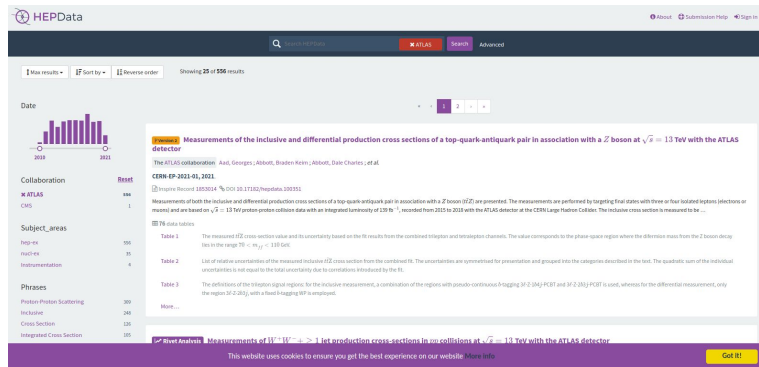 HEPData
About Submission Help Sign in
Search HEPData ATLAS Search Advanced
Max results Sort by Reverse order Showing 25 of 556 results
Date
« ‹ 1 2 › »
2010 2021
Version 2 Measurements of the inclusive and differential production cross sections of a top-quark-antiquark pair in association with a Z boson at √s = 13 TeV with the ATLAS
detector
The ATLAS collaboration Aad, Georges ; Abbott, Braden Keim ; Abbott, Dale Charles ; et al.
CERN-EP-2021-01, 2021.
Inspire Record 1853014 DOI 10.17182/hepdata.100351
Measurements of both the inclusive and differential production cross sections of a top-quark-antiquark pair in association with a Z boson (tt̄Z) are presented. The measurements are performed by targeting final states with three or four isolated leptons (electrons or
muons) and are based on √s = 13 TeV proton-proton collision data with an integrated luminosity of 139 fb⁻¹, recorded from 2015 to 2018 with the ATLAS detector at the CERN Large Hadron Collider. The inclusive cross section is measured to be ...
76 data tables
Table 1 The measured tt̄Z cross-section value and its uncertainty based on the fit results from the combined trilepton and tetralepton channels. The value corresponds to the phase-space region where the difermion mass from the Z boson decay
lies in the range 70 < m_ff̄ < 110 GeV.
Table 2 List of relative uncertainties of the measured inclusive tt̄Z cross section from the combined fit. The uncertainties are symmetrised for presentation and grouped into the categories described in the text. The quadratic sum of the individual
uncertainties is not equal to the total uncertainty due to correlations introduced by the fit.
Table 3 The definitions of the trilepton signal regions: for the inclusive measurement, a combination of the regions with pseudo-continuous b-tagging and is used, whereas for the differential measurement, only
the region with a fixed b-tagging WP is employed.
More...
Collaboration Reset
ATLAS 556
CMS 1
Subject_areas
hep-ex 556
nucl-ex 35
Instrumentation 4
Phrases
Proton-Proton Scattering 309
Inclusive 248
Cross Section 126
Integrated Cross Section 105
Rivet Analysis Measurements of W⁺W⁻+ ≥ 1 jet production cross-sections in pp collisions at √s = 13 TeV with the ATLAS detector
This website uses cookies to ensure you get the best experience on our website More Info Got it!